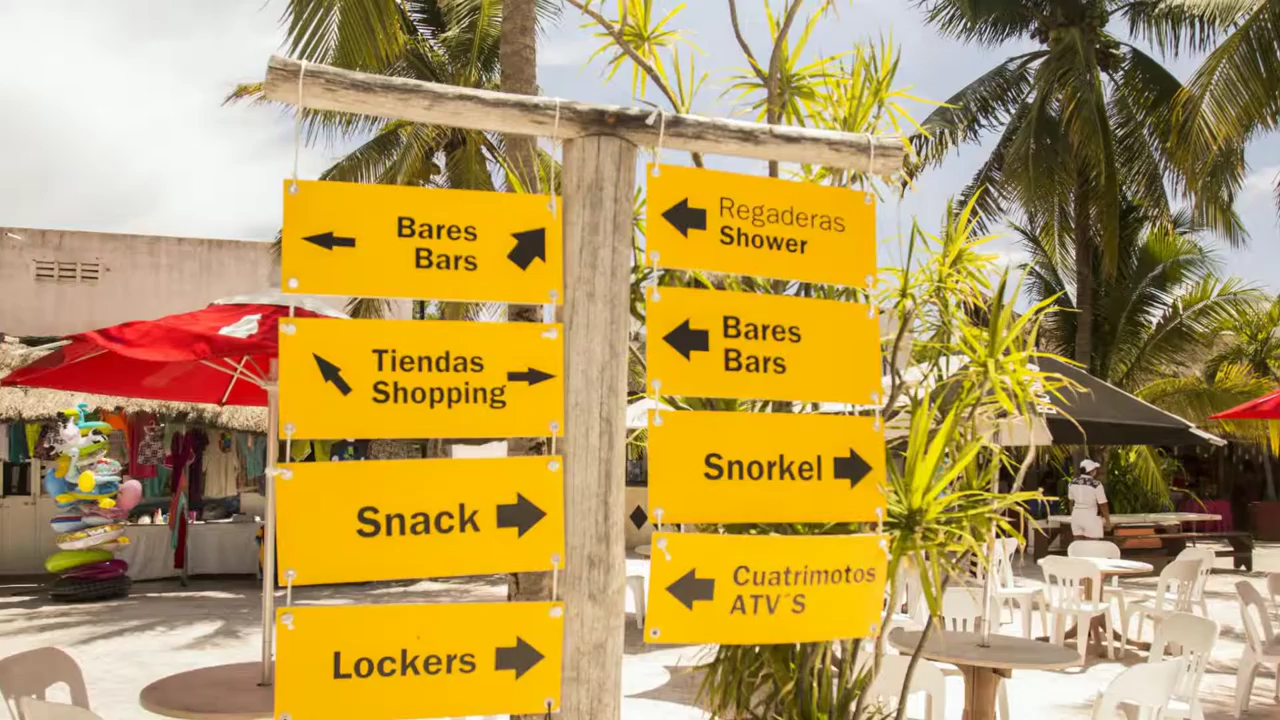 Bares
Bars
Tiendas
Shopping
Snack
Lockers
Regaderas
Shower
Bares
Bars
Snorkel
Cuatrimotos
ATV´S